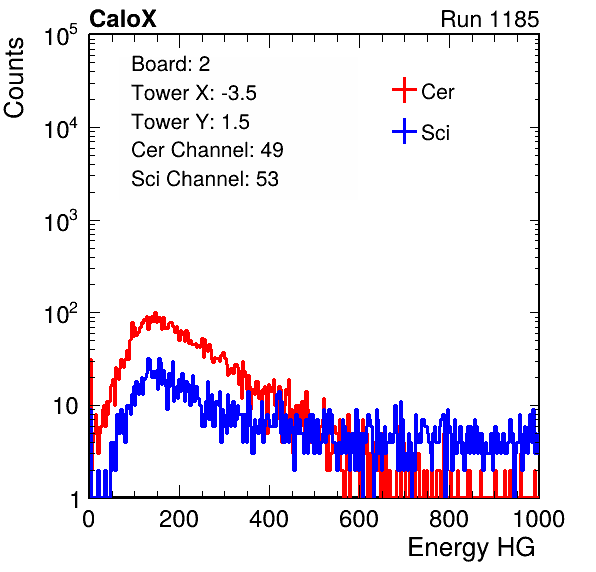 CaloX Run 1185
Counts
Board: 2
Tower X: -3.5
Tower Y: 1.5
Cer Channel: 49
Sci Channel: 53
Cer
Sci
10^5
10^4
10^3
10^2
10
1
0 200 400 600 800 1000
Energy HG